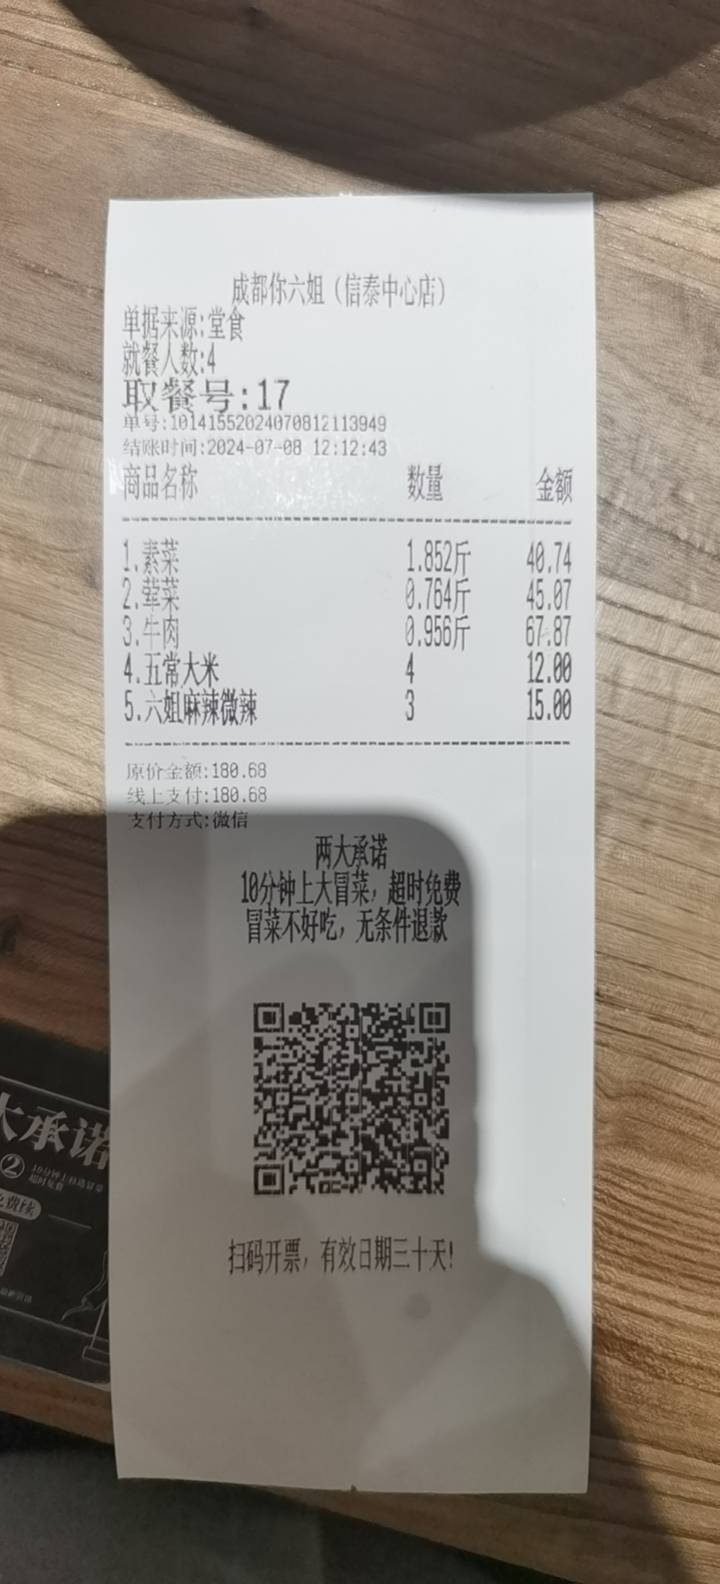 成都你六姐（信泰中心店）
单据来源:堂食
就餐人数:4
取餐号:17
单号:10141552024070812113949
结账时间:2024-07-08 12:12:43
商品名称 数量 金额
1.素菜 1.852斤 40.74
2.荤菜 0.764斤 45.07
3.牛肉 0.956斤 67.87
4.五常大米 4 12.00
5.六姐麻辣微辣 3 15.00
原价金额:180.68
线上支付:180.68
支付方式:微信
两大承诺
10分钟上大冒菜，超时免费
冒菜不好吃，无条件退款
扫码开票，有效日期三十天!
大承诺
2
超时免费